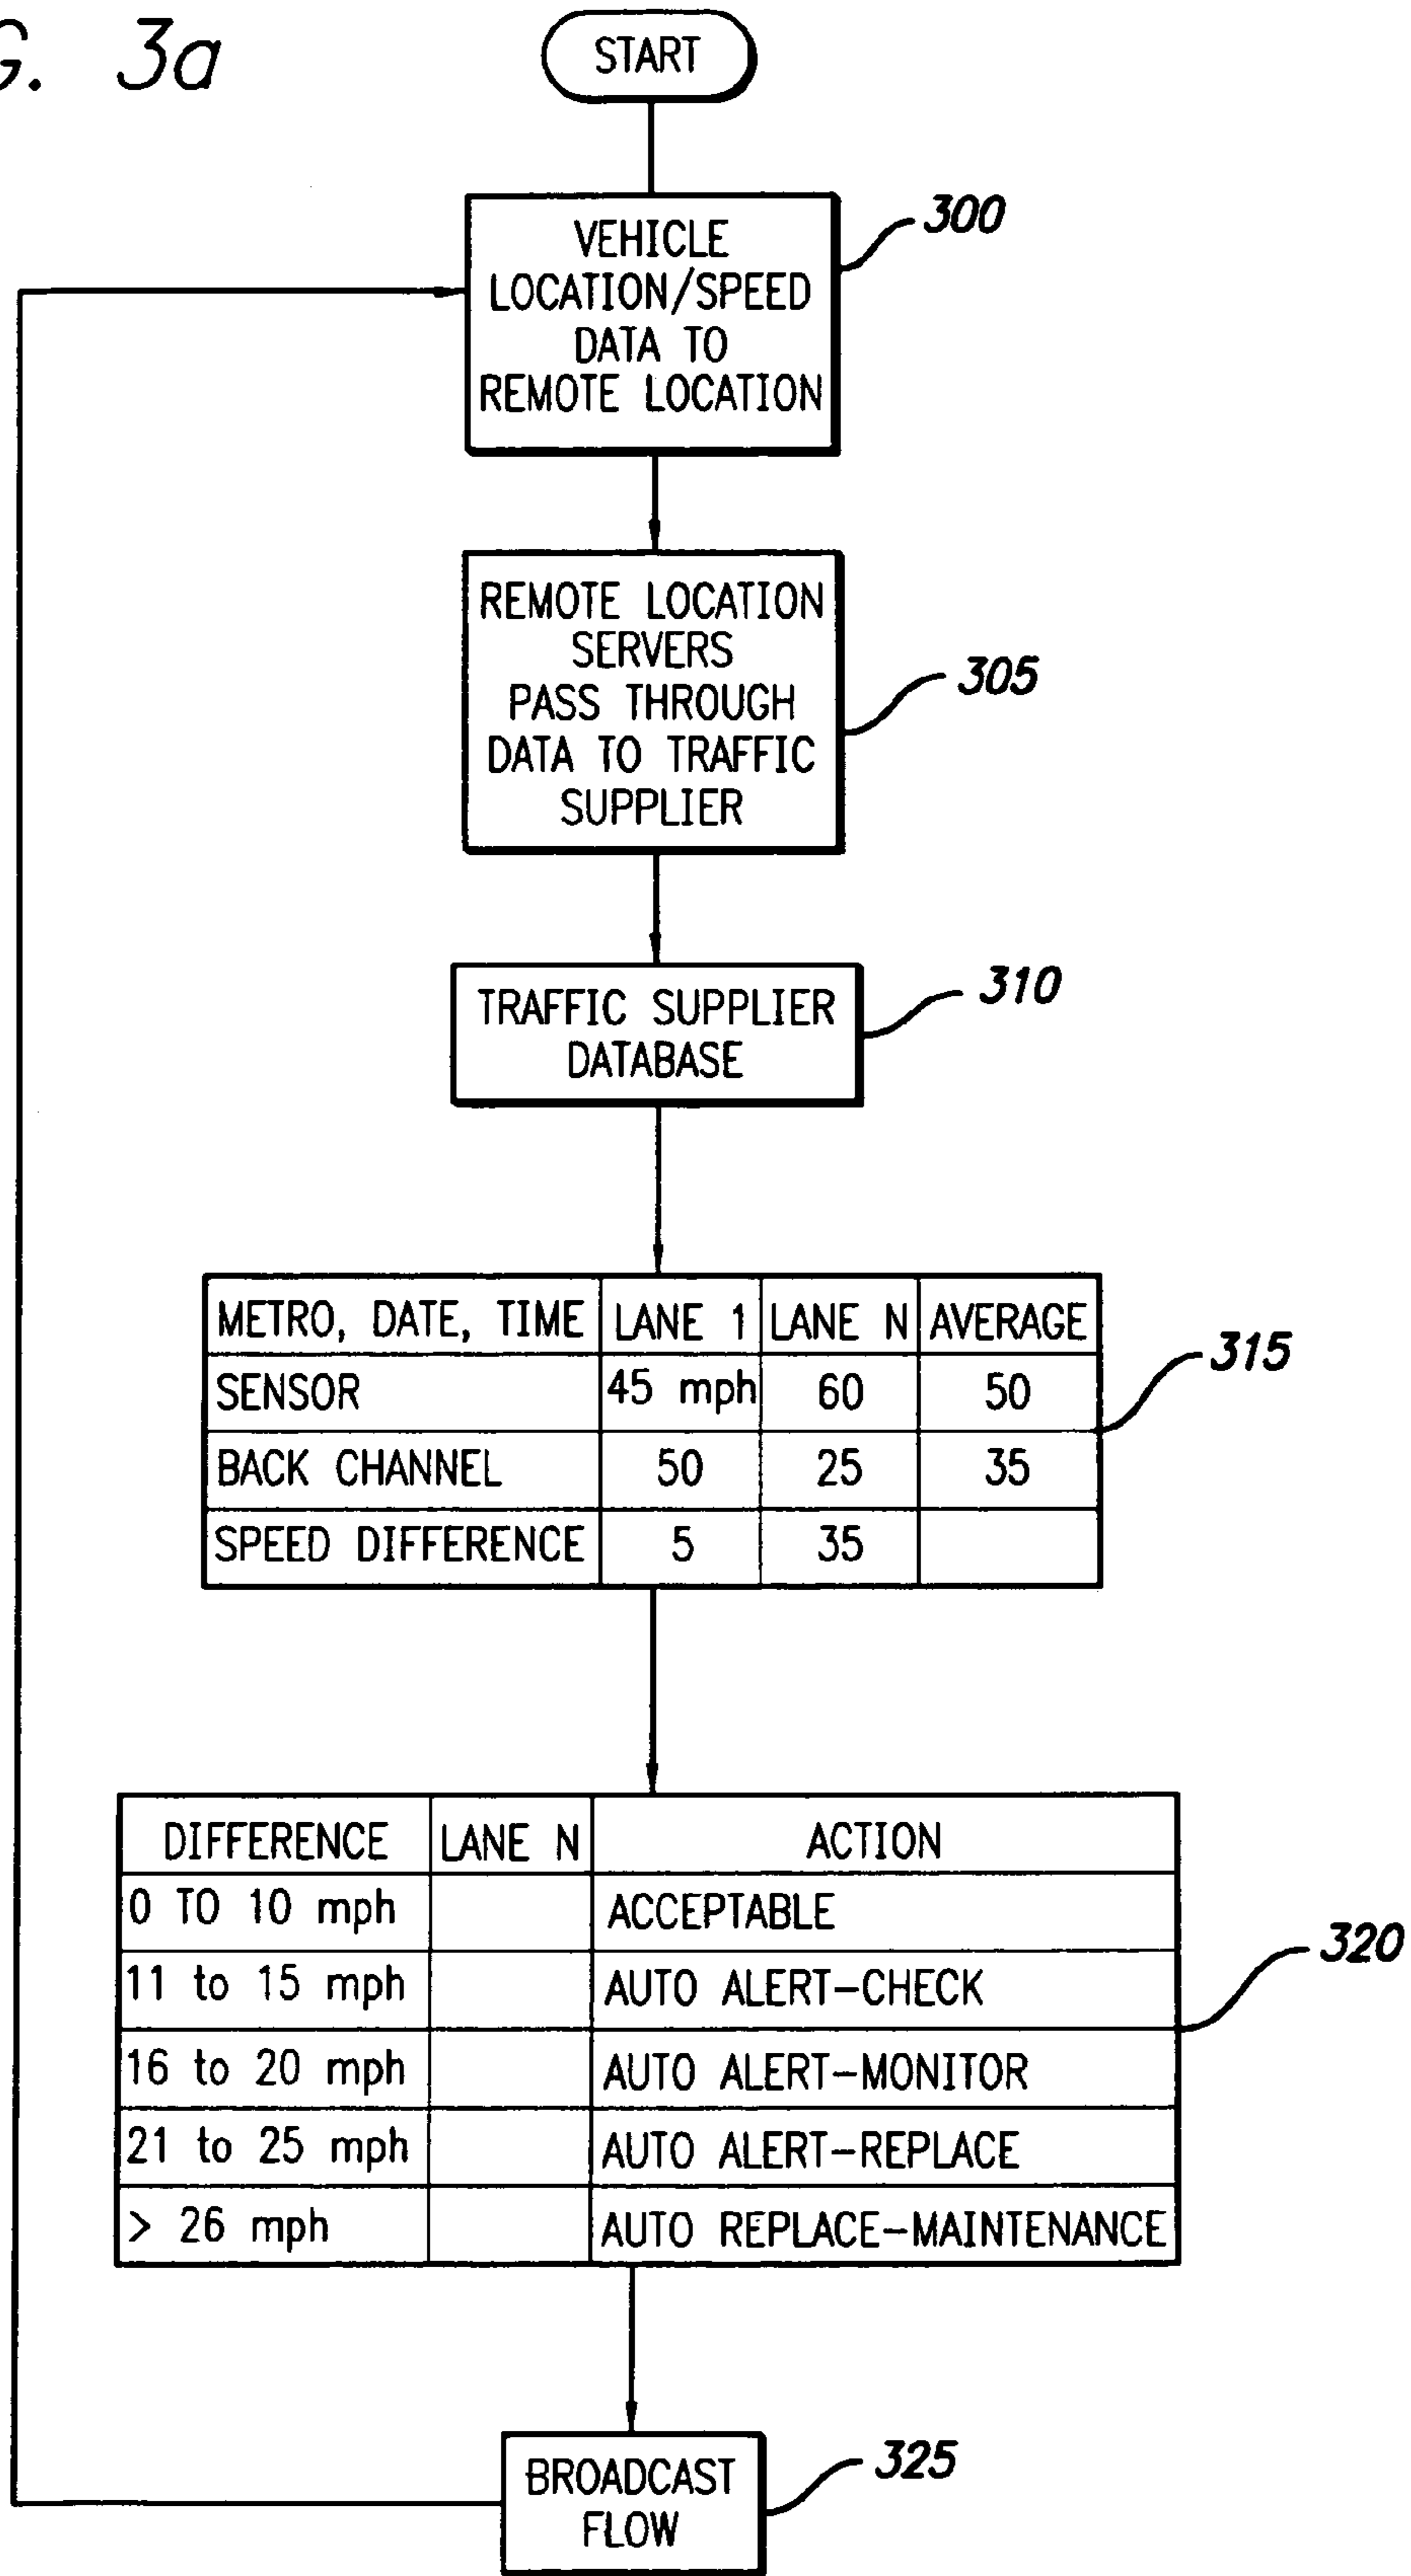 G. 3a
START
VEHICLE
LOCATION/SPEED
DATA TO
REMOTE LOCATION
300
REMOTE LOCATION
SERVERS
PASS THROUGH
DATA TO TRAFFIC
SUPPLIER
305
TRAFFIC SUPPLIER
DATABASE
310
METRO, DATE, TIME LANE 1 LANE N AVERAGE
SENSOR 45 mph 60 50
BACK CHANNEL 50 25 35
SPEED DIFFERENCE 5 35
315
DIFFERENCE LANE N ACTION
0 TO 10 mph ACCEPTABLE
11 to 15 mph AUTO ALERT-CHECK
16 to 20 mph AUTO ALERT-MONITOR
21 to 25 mph AUTO ALERT-REPLACE
> 26 mph AUTO REPLACE-MAINTENANCE
320
BROADCAST
FLOW
325